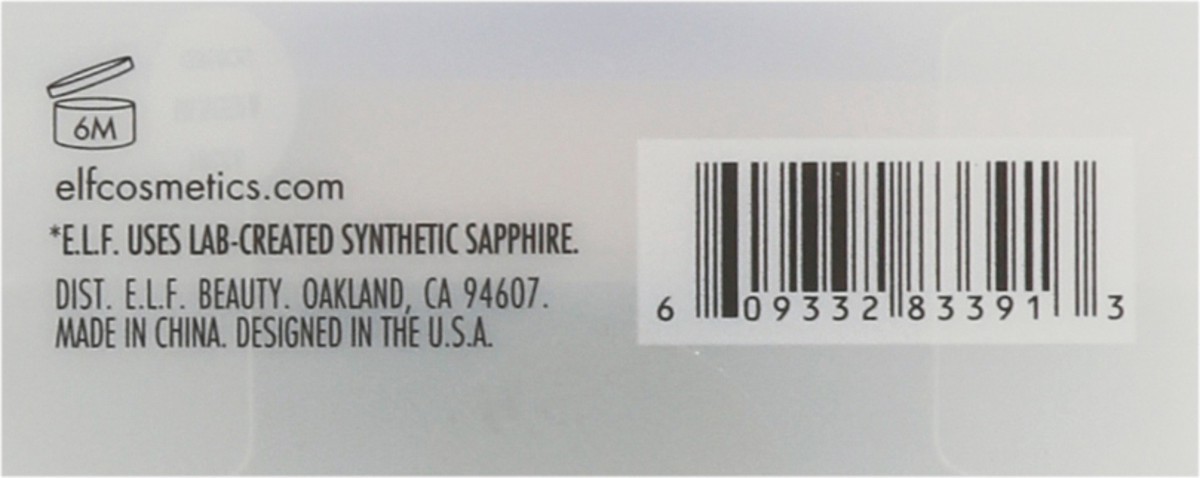 6M
elfcosmetics.com
*E.L.F. USES LAB-CREATED SYNTHETIC SAPPHIRE.
DIST. E.L.F. BEAUTY. OAKLAND, CA 94607.
MADE IN CHINA. DESIGNED IN THE U.S.A.
6 09332 83391 3